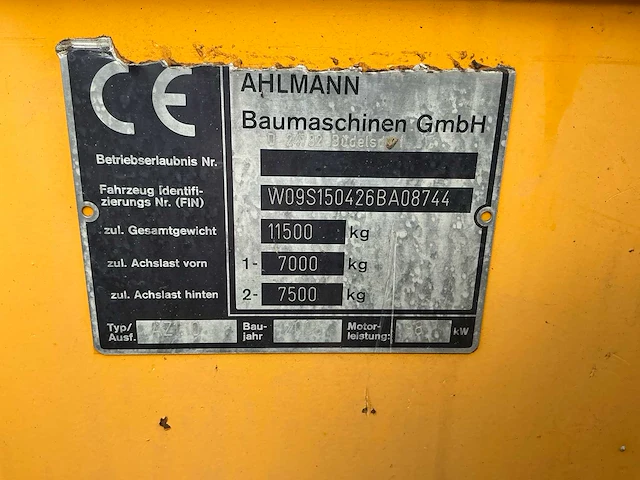 CE
AHLMANN
Baumaschinen GmbH
Betriebserlaubnis Nr.
Fahrzeug Identifi-
zierungs Nr. (FIN) W09S150426BA08744
zul. Gesamtgewicht 11500 kg
zul. Achslast vorn 1- 7000 kg
zul. Achslast hinten 2- 7500 kg
Typ/
Ausf.
Bau-
jahr
Motor-
leistung: kW